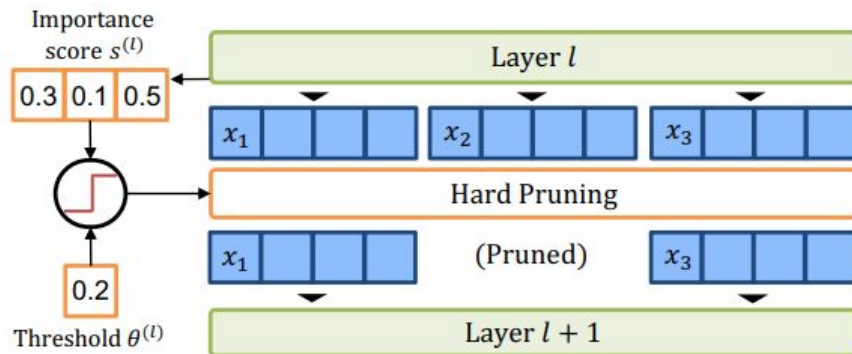 Importance
score s^(l)
0.3 0.1 0.5
Layer l
x₁ x₂ x₃
Hard Pruning
x₁ (Pruned) x₃
0.2
Threshold θ^(l)
Layer l + 1